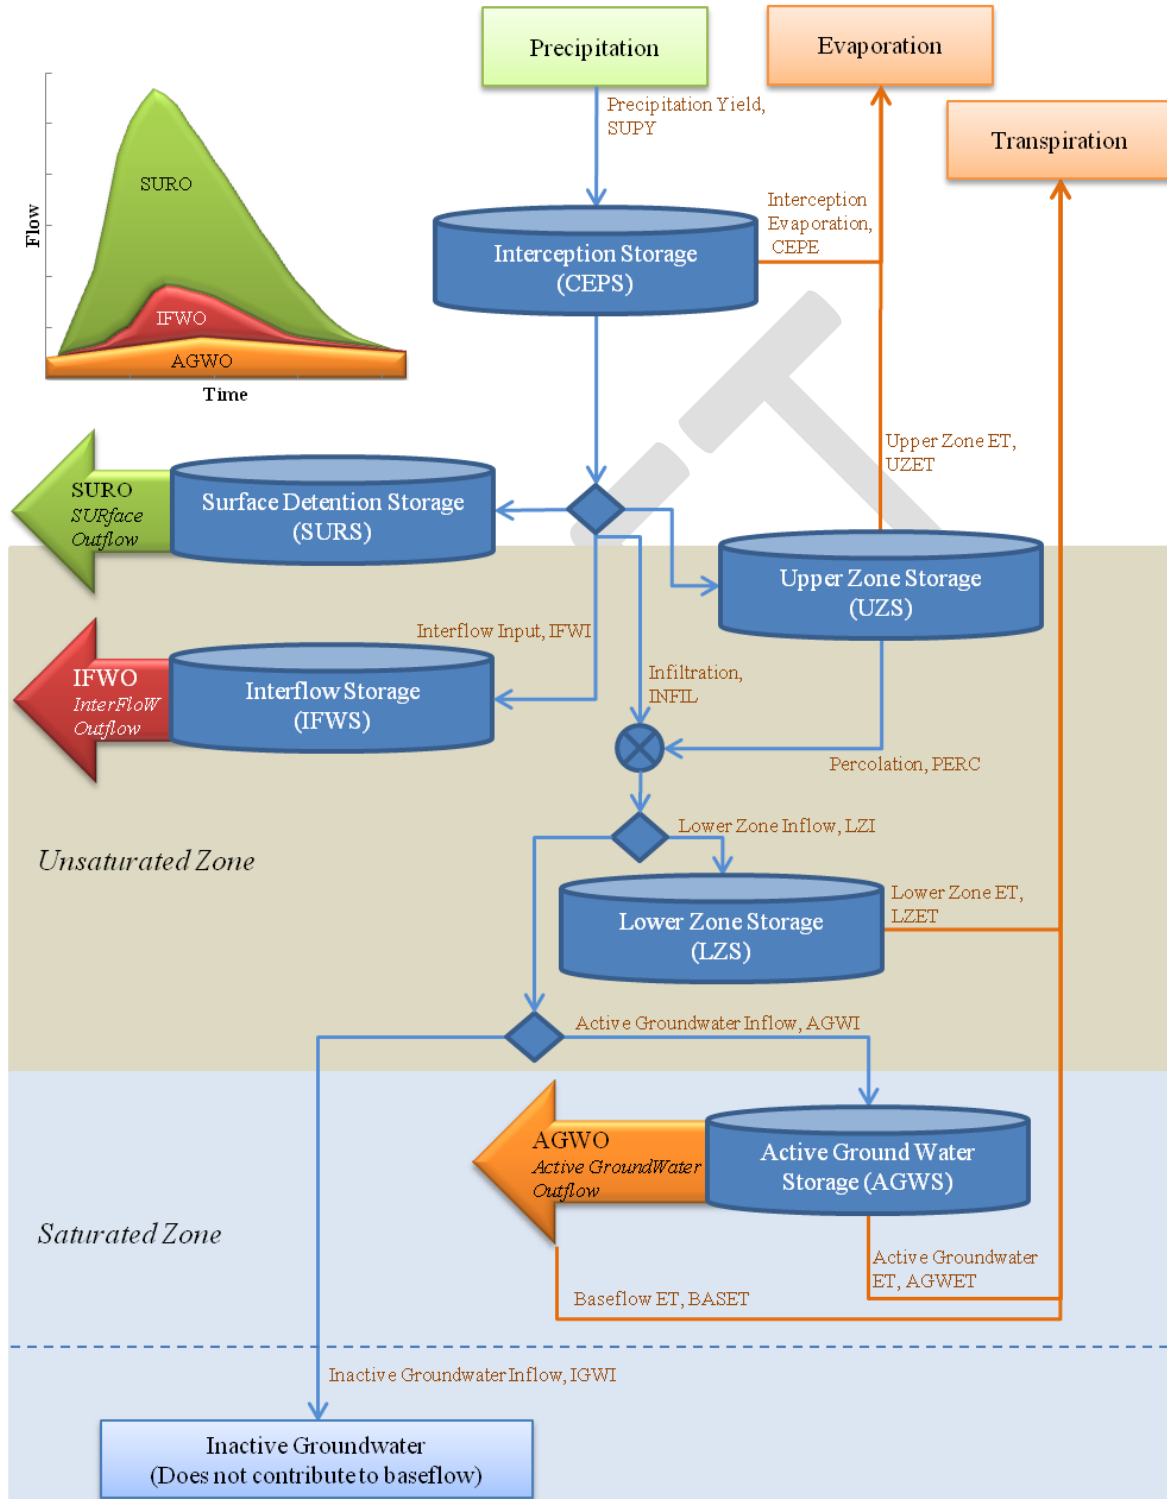 Precipitation
Evaporation
Transpiration
Precipitation Yield,
SUPY
Flow
SURO
IFWO
AGWO
Time
Interception
Evaporation,
CEPE
Interception Storage
(CEPS)
Upper Zone ET,
UZET
SURO
SURface
Outflow
Surface Detention Storage
(SURS)
Upper Zone Storage
(UZS)
Interflow Input, IFWI
IFWO
InterFloW
Outflow
Interflow Storage
(IFWS)
Infiltration,
INFIL
Percolation, PERC
Lower Zone Inflow, LZI
Unsaturated Zone
Lower Zone Storage
(LZS)
Lower Zone ET,
LZET
Active Groundwater Inflow, AGWI
AGWO
Active GroundWater
Outflow
Active Ground Water
Storage (AGWS)
Saturated Zone
Active Groundwater
ET, AGWET
Baseflow ET, BASET
Inactive Groundwater Inflow, IGWI
Inactive Groundwater
(Does not contribute to baseflow)